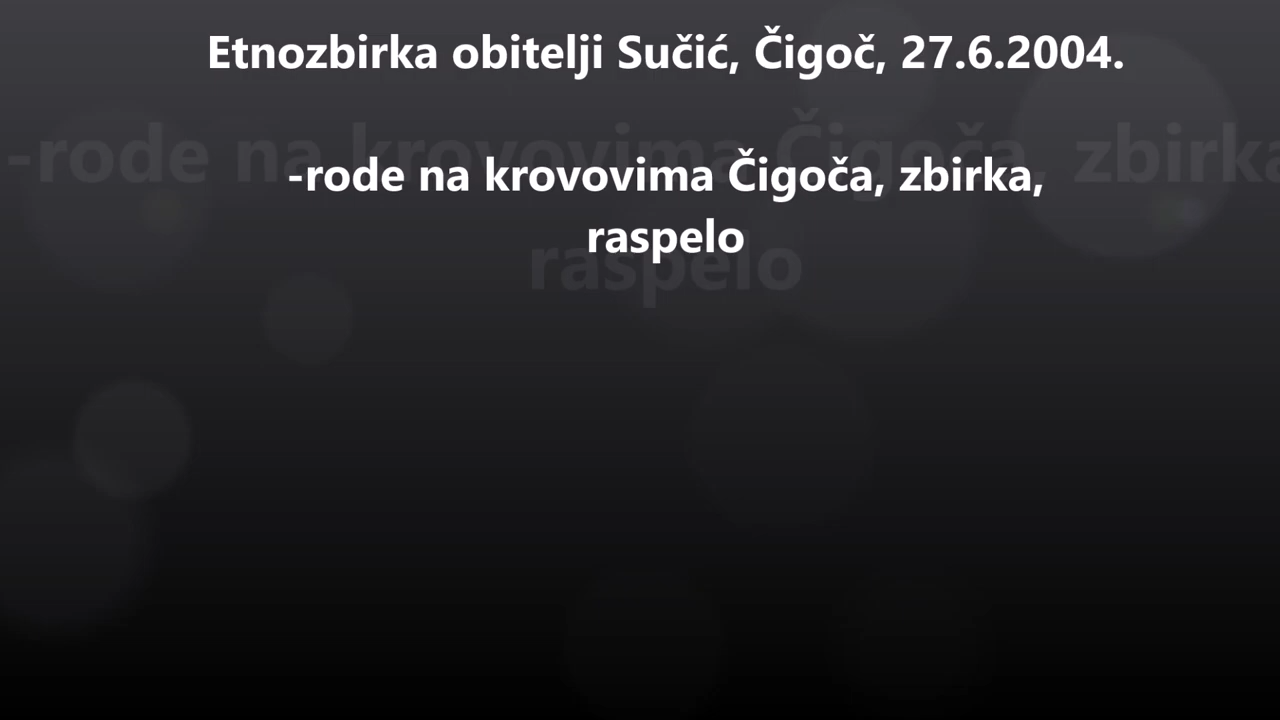 Etnozbirka obitelji Sučić, Čigoč, 27.6.2004.
-rode na krovovima Čigoča, zbirka,
raspelo